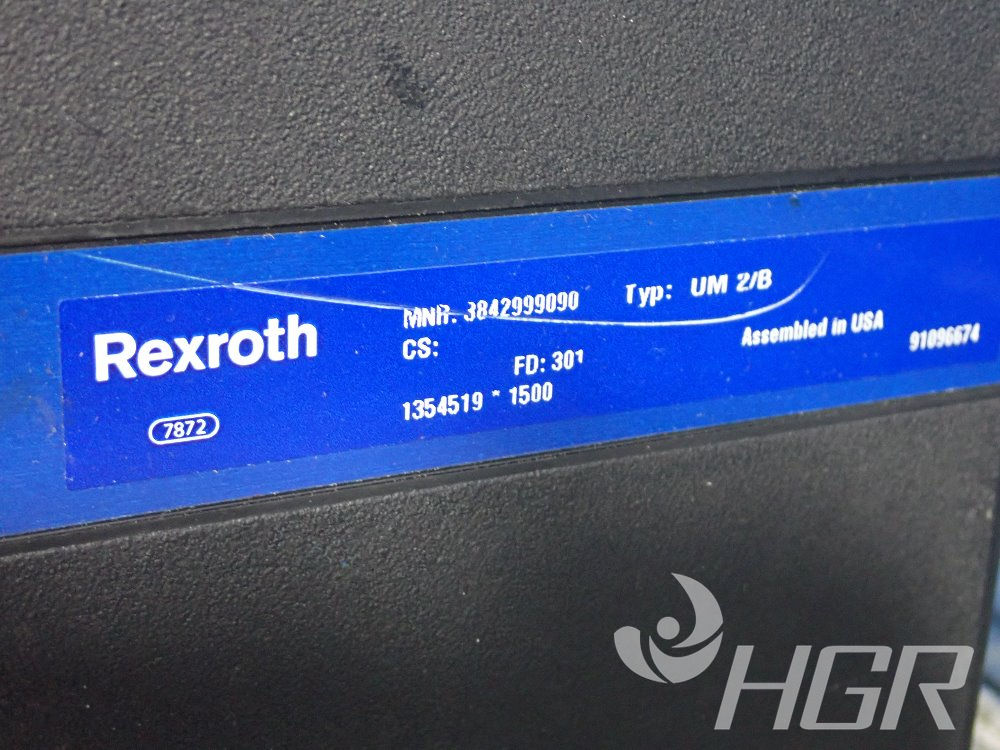 Rexroth
7872
MNR: 3842999090
Typ: UM 2/B
CS:
FD: 301
Assembled in USA
91096674
1354519 * 1500
HGR